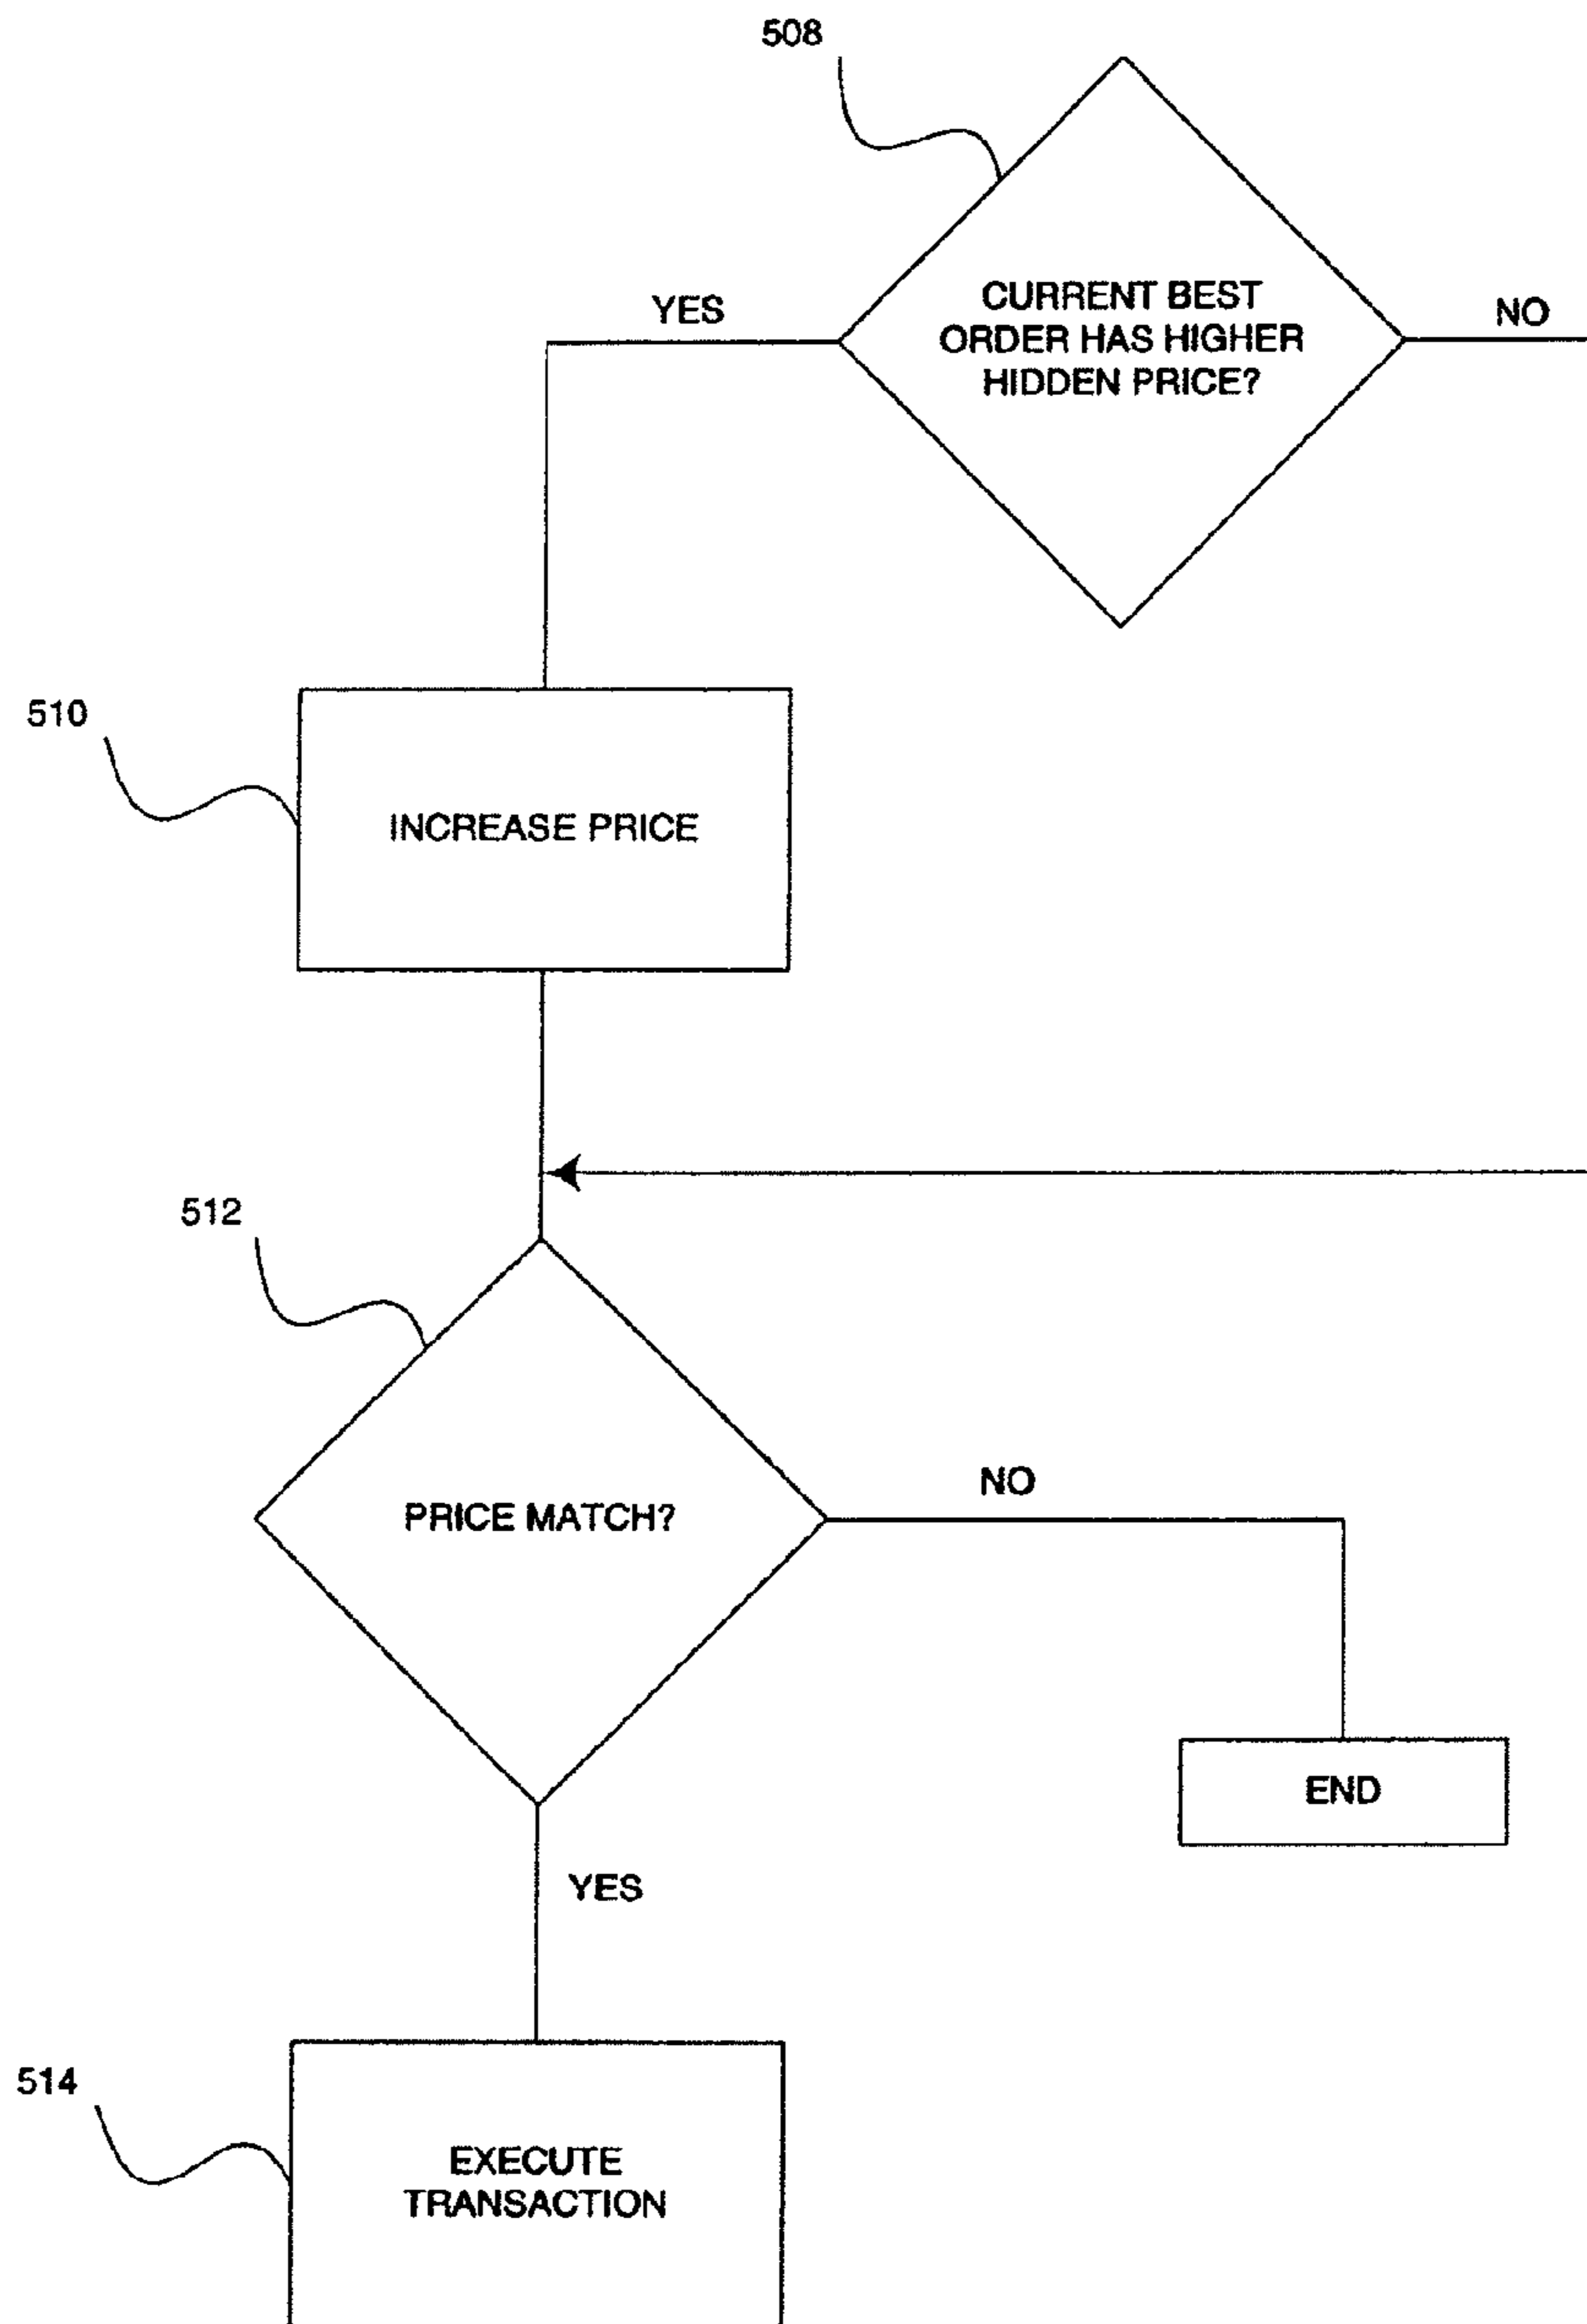 508
CURRENT BEST
ORDER HAS HIGHER
HIDDEN PRICE?
YES
NO
510
INCREASE PRICE
512
PRICE MATCH?
NO
END
YES
514
EXECUTE
TRANSACTION